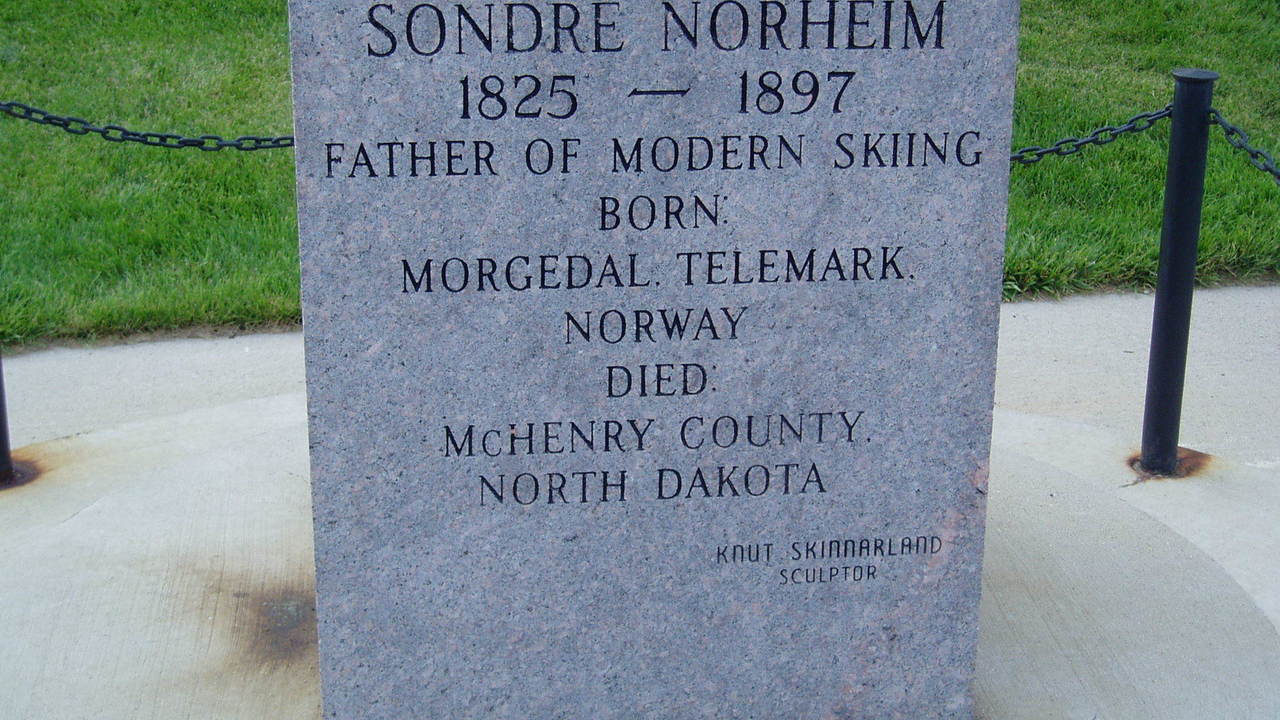 SONDRE NORHEIM
1825 — 1897
FATHER OF MODERN SKIING
BORN:
MORGEDAL, TELEMARK,
NORWAY
DIED:
McHENRY COUNTY,
NORTH DAKOTA
KNUT SKINNARLAND
SCULPTOR